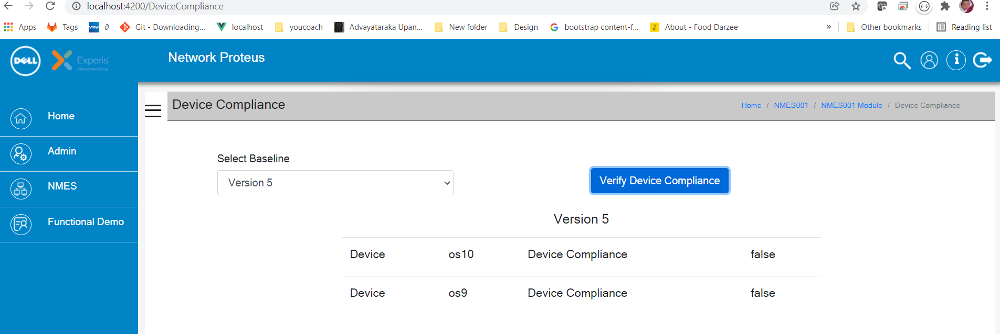 localhost:4200/DeviceCompliance
Apps Tags vmw ∂ Git - Downloading... localhost youcoach Advayataraka Upan... New folder Design bootstrap content-f... About - Food Darzee » Other bookmarks Reading list
DELL Experis ManpowerGroup Network Proteus
Device Compliance Home / NMES001 / NMES001 Module / Device Compliance
Home
Admin
NMES
Functional Demo
Select Baseline
Version 5 Verify Device Compliance
Version 5
Device os10 Device Compliance false
Device os9 Device Compliance false